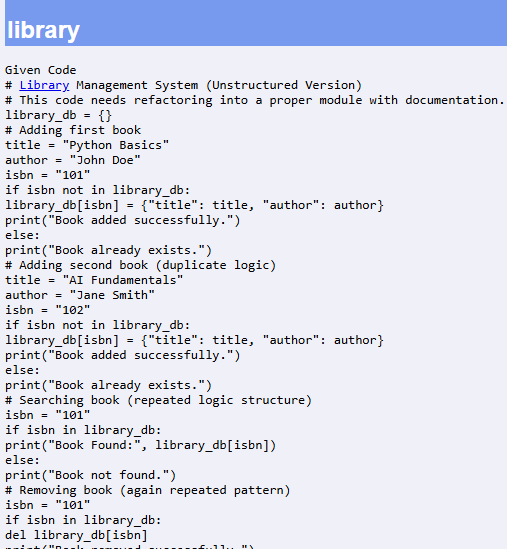 library
Given Code
# Library Management System (Unstructured Version)
# This code needs refactoring into a proper module with documentation.
library_db = {}
# Adding first book
title = "Python Basics"
author = "John Doe"
isbn = "101"
if isbn not in library_db:
library_db[isbn] = {"title": title, "author": author}
print("Book added successfully.")
else:
print("Book already exists.")
# Adding second book (duplicate logic)
title = "AI Fundamentals"
author = "Jane Smith"
isbn = "102"
if isbn not in library_db:
library_db[isbn] = {"title": title, "author": author}
print("Book added successfully.")
else:
print("Book already exists.")
# Searching book (repeated logic structure)
isbn = "101"
if isbn in library_db:
print("Book Found:", library_db[isbn])
else:
print("Book not found.")
# Removing book (again repeated pattern)
isbn = "101"
if isbn in library_db:
del library_db[isbn]
print("Book removed successfully.")